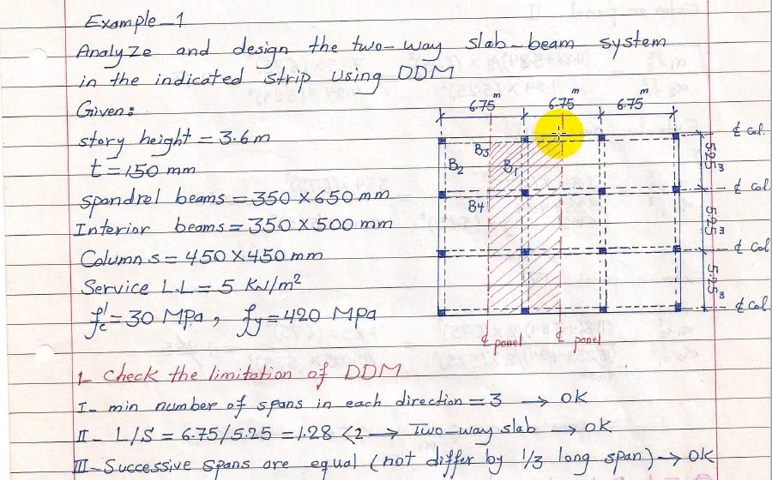 Example-1
Analyze and design the two-way slab-beam system
in the indicated strip using DDM
Given:
story height = 3.6m
t = 150 mm
spandrel beams = 350 x 650 mm
Interior beams = 350 x 500 mm
Columns = 450 x 450 mm
Service L.L = 5 KN/m²
f'c = 30 MPa, fy = 420 MPa
6.75 m 6.75 m 6.75 m
B3
B2 B1
B4
5.25 m
5.25 m
5.25 m
℄ Col.
℄ Col.
℄ Col
℄ Col.
℄ panel ℄ panel
1- Check the limitation of DDM
I- min number of spans in each direction = 3 → OK
II- L/S = 6.75/5.25 = 1.28 < 2 → Two-way slab → OK
III- Successive spans are equal (not differ by 1/3 long span) → OK